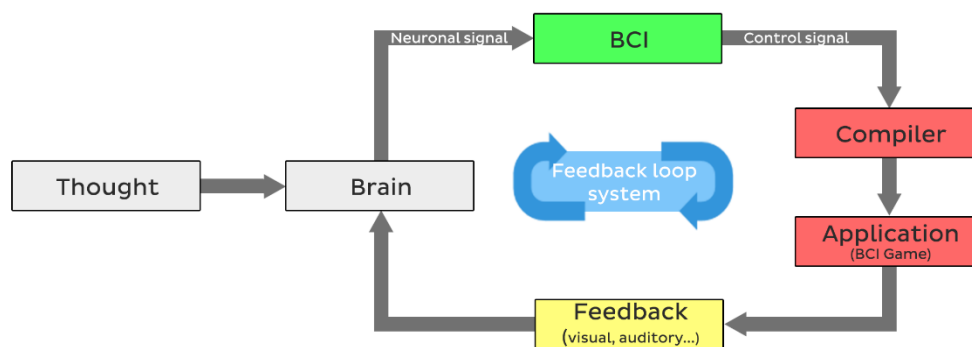 Neuronal signal
BCI
Control signal
Compiler
Thought
Brain
Feedback loop
system
Application
(BCI Game)
Feedback
(visual, auditory...)